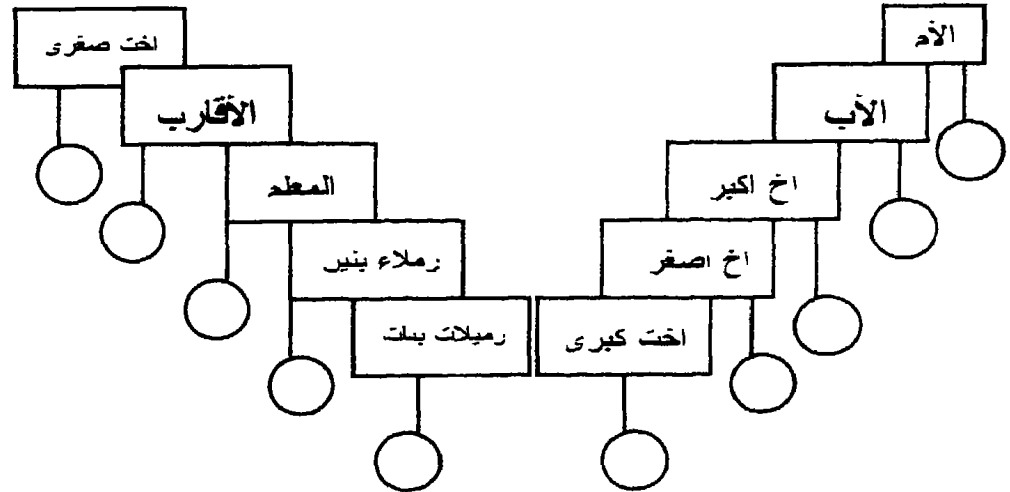 الأم
الأب
اخ اكبر
اخ اصغر
اخت كبرى
اخت صغرى
الأقارب
المعلم
زملاء بنين
زميلات بنات